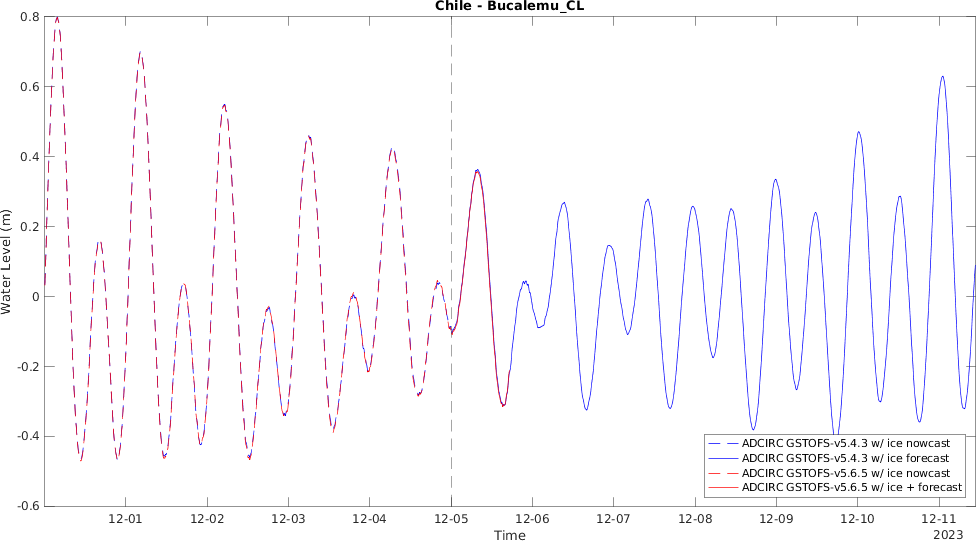 Chile - Bucalemu_CL
0.8
0.6
0.4
0.2
0
-0.2
-0.4
-0.6
Water Level (m)
ADCIRC GSTOFS-v5.4.3 w/ ice nowcast
ADCIRC GSTOFS-v5.4.3 w/ ice forecast
ADCIRC GSTOFS-v5.6.5 w/ ice nowcast
ADCIRC GSTOFS-v5.6.5 w/ ice + forecast
12-01 12-02 12-03 12-04 12-05 12-06 12-07 12-08 12-09 12-10 12-11
Time
2023